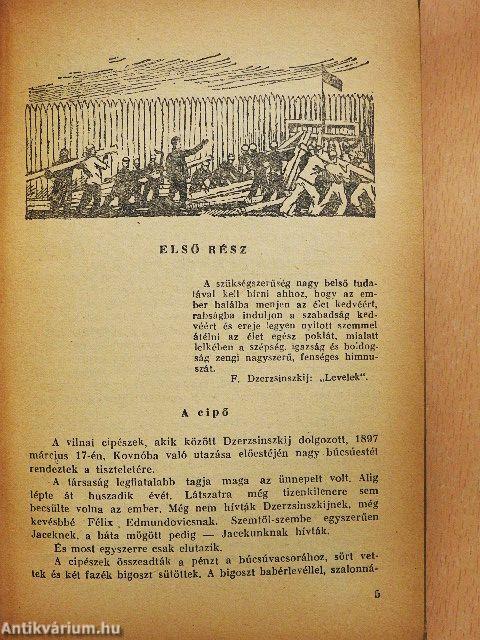 ELSŐ RÉSZ
A szükségszerűség nagy belső tuda-
tával kell bírni ahhoz, hogy az em-
ber halálba menjen az élet kedvéért,
rabságba induljon a szabadság ked-
véért és ereje legyen nyitott szemmel
átélni az élet egész poklát, mialatt
lelkében a szépség, igazság és boldog-
ság zengi nagyszerű, fenséges himnu-
szát.
F. Dzerzsinszkij: „Levelek".
A cipő
A vilnai cipészek, akik között Dzerzsinszkij dolgozott, 1897
március 17-én, Kovnóba való utazása előestéjén nagy búcsúestét
rendeztek a tiszteletére.
A társaság legfiatalabb tagja maga az ünnepelt volt. Alig
lépte át huszadik évét. Látszatra még tizenkilencre sem
becsülte volna az ember. Még nem hívták Dzerzsinszkijnek, még
kevésbbé Félix Edmundovicsnak. Szemtől-szembe egyszerűen
Jaceknek, a háta mögött pedig — Jacekunknak hívták.
És most egyszerre csak elutazik.
A cipészek összeadták a pénzt a búcsúvacsorához, sört vet-
tek és két fazék bigoszt sütöttek. A bigoszt babérlevéllel, szalonná-
5
Antikvárium.hu